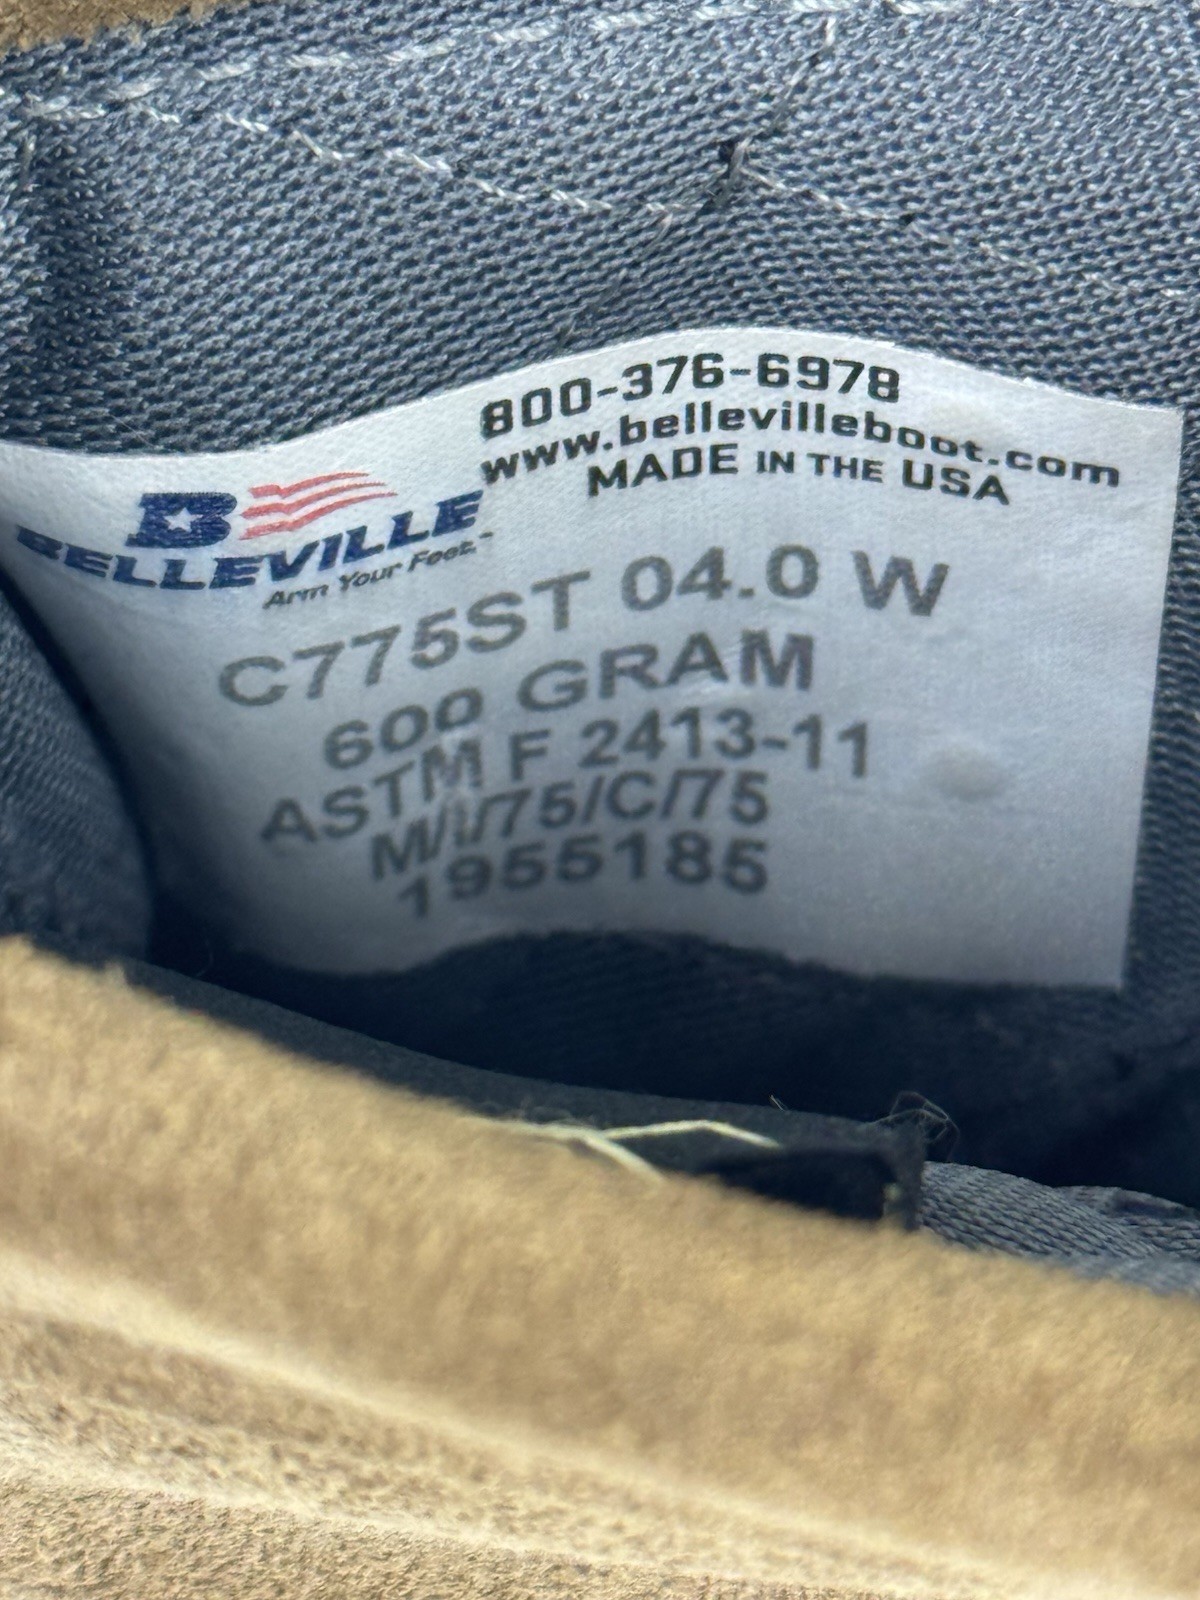 800-376-6978
www.bellevilleboot.com
MADE IN THE USA
B
BELLEVILLE
Arm Your Feet.™
C775ST 04.0 W
600 GRAM
ASTM F 2413-11
M/I/75/C/75
1955185